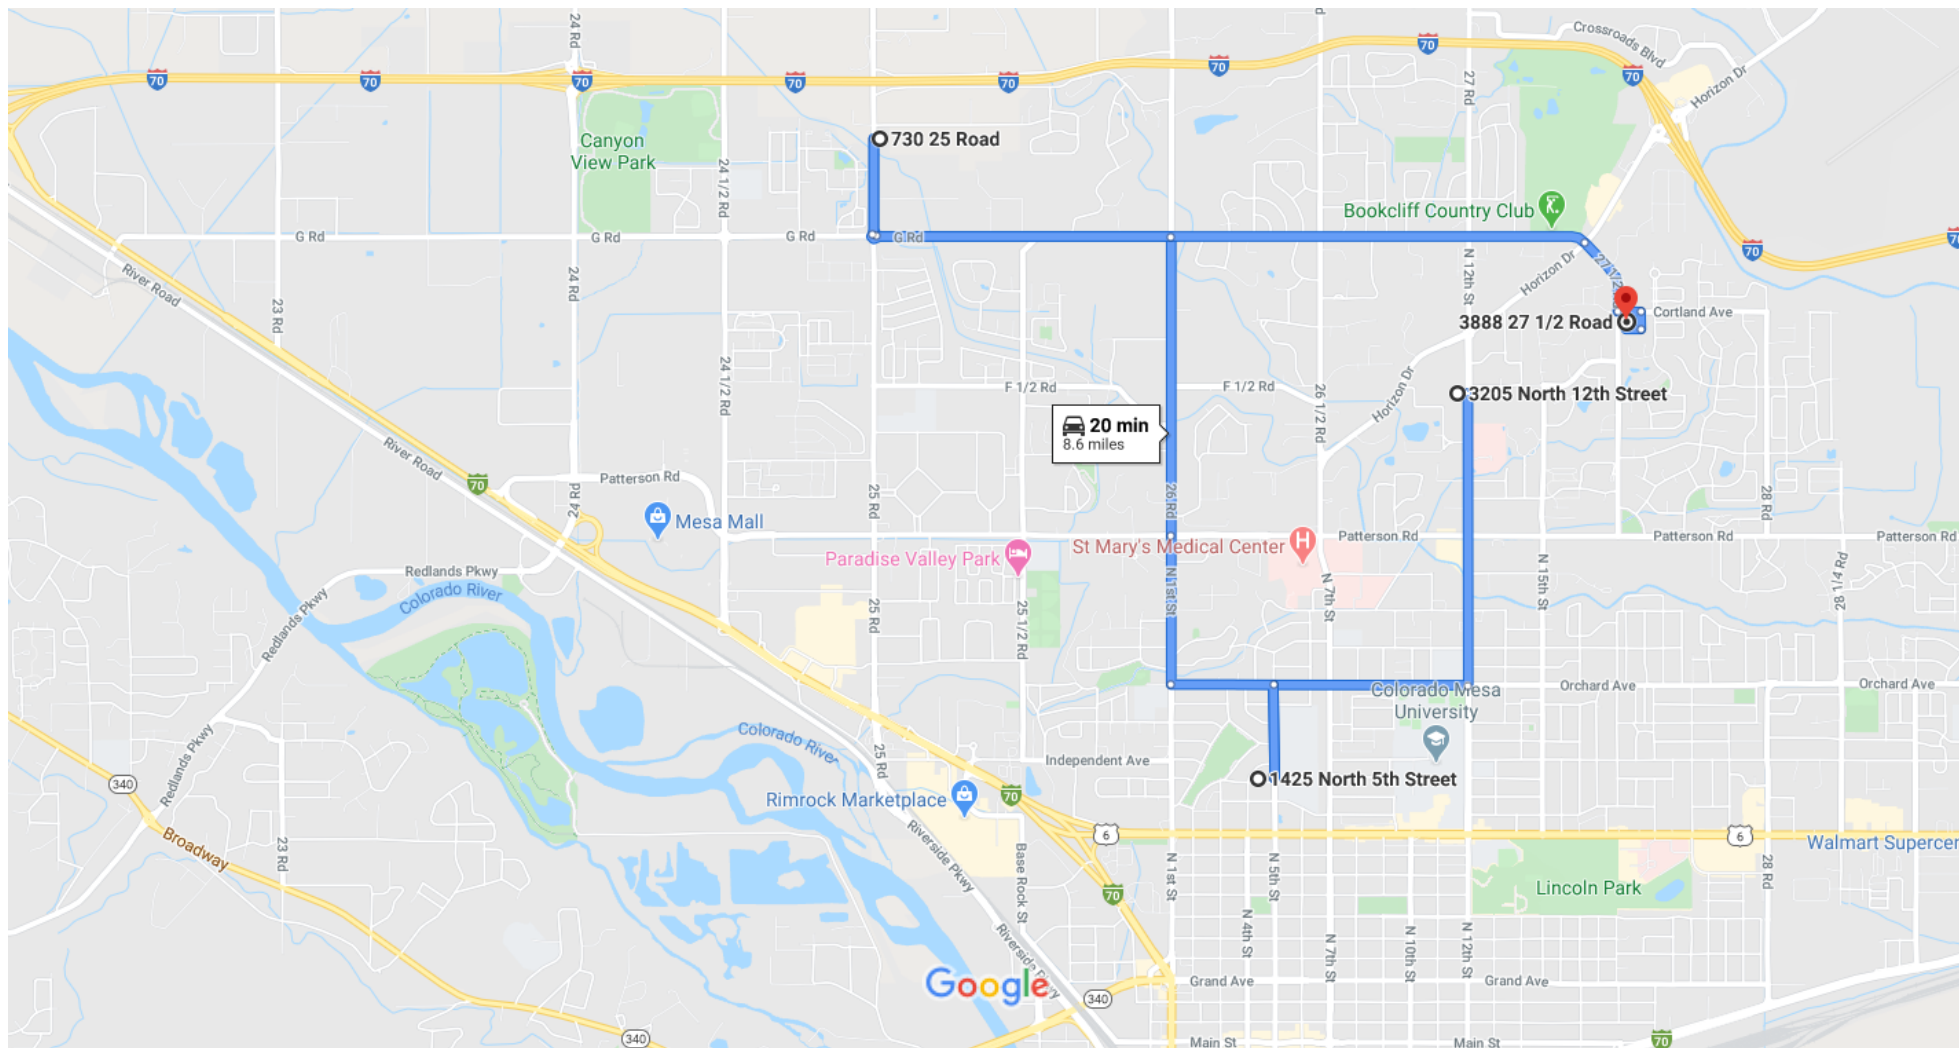 24 Rd
Crossroads Blvd
70
70
70
70
70
70
70
70
27 Rd
Horizon Dr
730 25 Road
Canyon
View Park
24 1/2 Rd
Bookcliff Country Club
G Rd
G Rd
G Rd
G Rd
70
70
River Road
23 Rd
24 Rd
N 12th St
Horizon Dr
27 1/2
Cortland Ave
3888 27 1/2 Road
24 1/2 Rd
F 1/2 Rd
F 1/2 Rd
26 1/2 Rd
Horizon Dr
3205 North 12th Street
20 min
8.6 miles
River Road
70
Patterson Rd
24 Rd
25 Rd
26 Rd
28 Rd
Mesa Mall
Patterson Rd
Patterson Rd
Patterson Rd
St Mary's Medical Center
Paradise Valley Park
Redlands Pkwy
Colorado River
Redlands Pkwy
25 Rd
25 1/2 Rd
N 1st St
N 7th St
N 15th St
28 1/4 Rd
Orchard Ave
Orchard Ave
Colorado Mesa
University
Colorado River
25 Rd
Independent Ave
Redlands Pkwy
340
1425 North 5th Street
Rimrock Marketplace
70
6
6
Walmart Supercen
Broadway
23 Rd
Riverside Pkwy
Base Rock St
70
N 1st St
N 5th St
28 Rd
Lincoln Park
N 4th St
N 7th St
N 10th St
N 12th St
Riverside Pkwy
Google
Grand Ave
Grand Ave
340
340
Main St
Main St
70